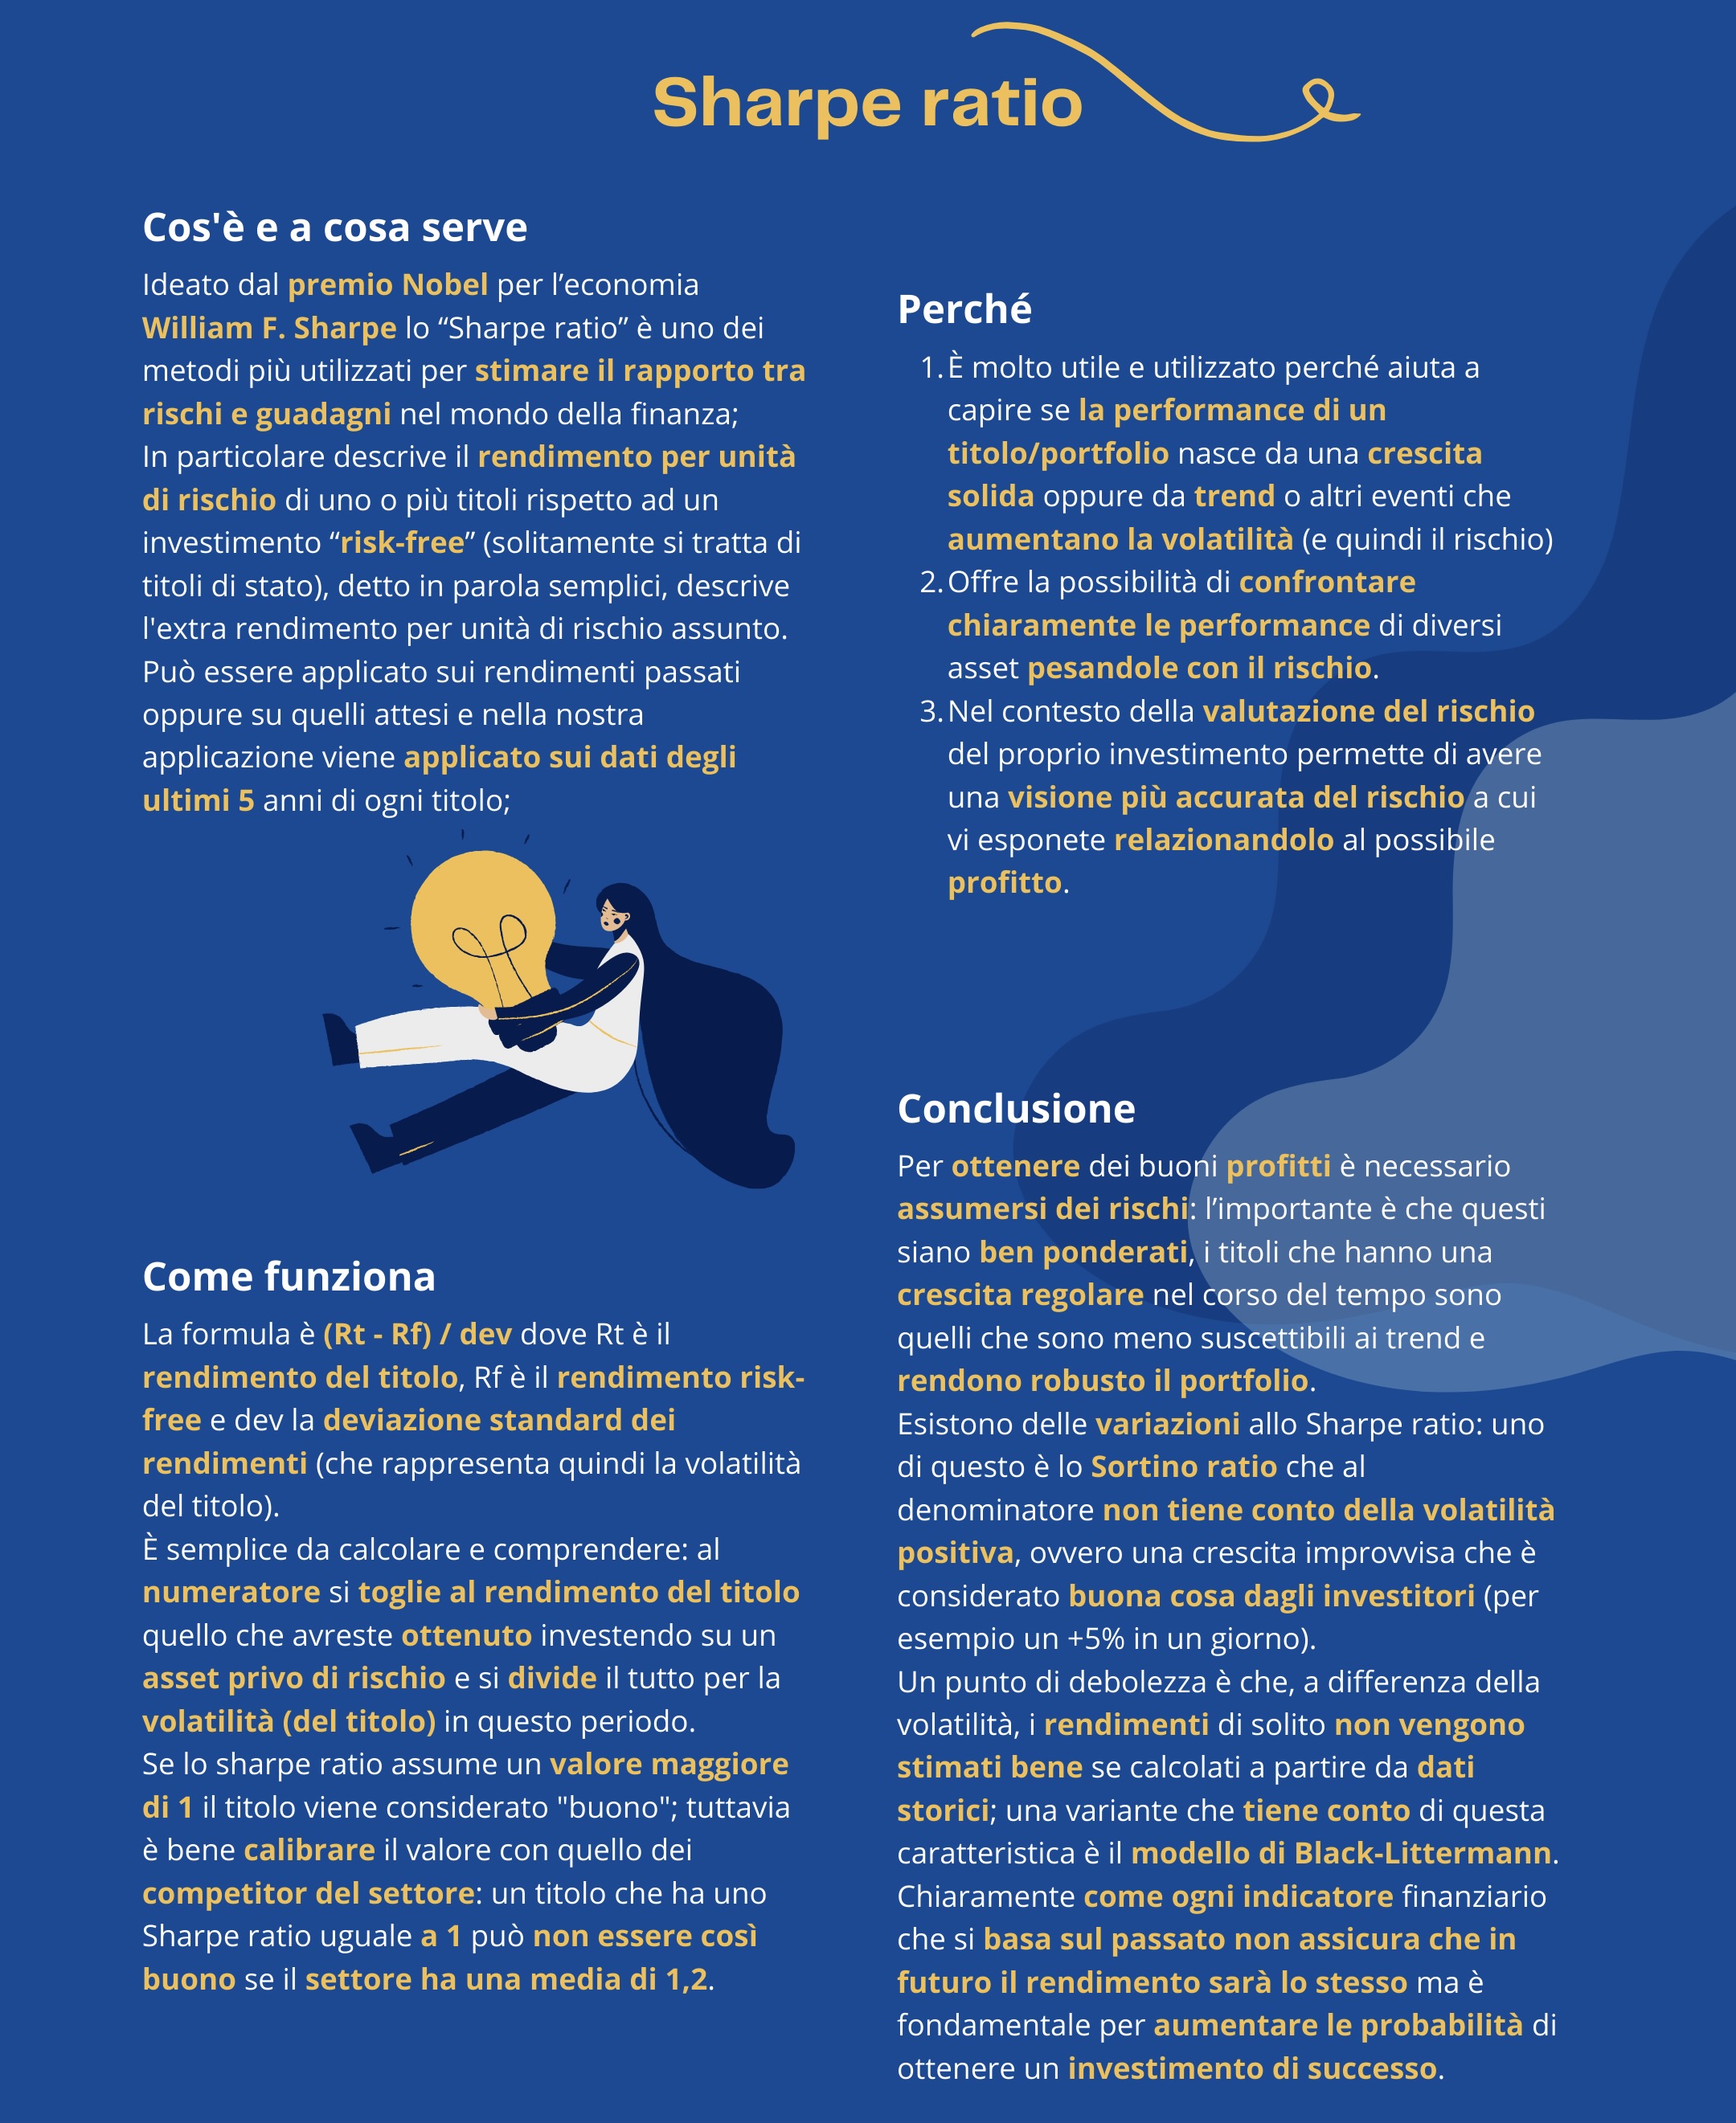 Sharpe ratio
Cos'è e a cosa serve
Ideato dal premio Nobel per l’economia
William F. Sharpe lo “Sharpe ratio” è uno dei
metodi più utilizzati per stimare il rapporto tra
rischi e guadagni nel mondo della finanza;
In particolare descrive il rendimento per unità
di rischio di uno o più titoli rispetto ad un
investimento “risk-free” (solitamente si tratta di
titoli di stato), detto in parola semplici, descrive
l'extra rendimento per unità di rischio assunto.
Può essere applicato sui rendimenti passati
oppure su quelli attesi e nella nostra
applicazione viene applicato sui dati degli
ultimi 5 anni di ogni titolo;
Come funziona
La formula è (Rt - Rf) / dev dove Rt è il
rendimento del titolo, Rf è il rendimento risk-
free e dev la deviazione standard dei
rendimenti (che rappresenta quindi la volatilità
del titolo).
È semplice da calcolare e comprendere: al
numeratore si toglie al rendimento del titolo
quello che avreste ottenuto investendo su un
asset privo di rischio e si divide il tutto per la
volatilità (del titolo) in questo periodo.
Se lo sharpe ratio assume un valore maggiore
di 1 il titolo viene considerato "buono"; tuttavia
è bene calibrare il valore con quello dei
competitor del settore: un titolo che ha uno
Sharpe ratio uguale a 1 può non essere così
buono se il settore ha una media di 1,2.
Perché
1. È molto utile e utilizzato perché aiuta a
capire se la performance di un
titolo/portfolio nasce da una crescita
solida oppure da trend o altri eventi che
aumentano la volatilità (e quindi il rischio)
2. Offre la possibilità di confrontare
chiaramente le performance di diversi
asset pesandole con il rischio.
3. Nel contesto della valutazione del rischio
del proprio investimento permette di avere
una visione più accurata del rischio a cui
vi esponete relazionandolo al possibile
profitto.
Conclusione
Per ottenere dei buoni profitti è necessario
assumersi dei rischi: l’importante è che questi
siano ben ponderati, i titoli che hanno una
crescita regolare nel corso del tempo sono
quelli che sono meno suscettibili ai trend e
rendono robusto il portfolio.
Esistono delle variazioni allo Sharpe ratio: uno
di questo è lo Sortino ratio che al
denominatore non tiene conto della volatilità
positiva, ovvero una crescita improvvisa che è
considerato buona cosa dagli investitori (per
esempio un +5% in un giorno).
Un punto di debolezza è che, a differenza della
volatilità, i rendimenti di solito non vengono
stimati bene se calcolati a partire da dati
storici; una variante che tiene conto di questa
caratteristica è il modello di Black-Littermann.
Chiaramente come ogni indicatore finanziario
che si basa sul passato non assicura che in
futuro il rendimento sarà lo stesso ma è
fondamentale per aumentare le probabilità di
ottenere un investimento di successo.